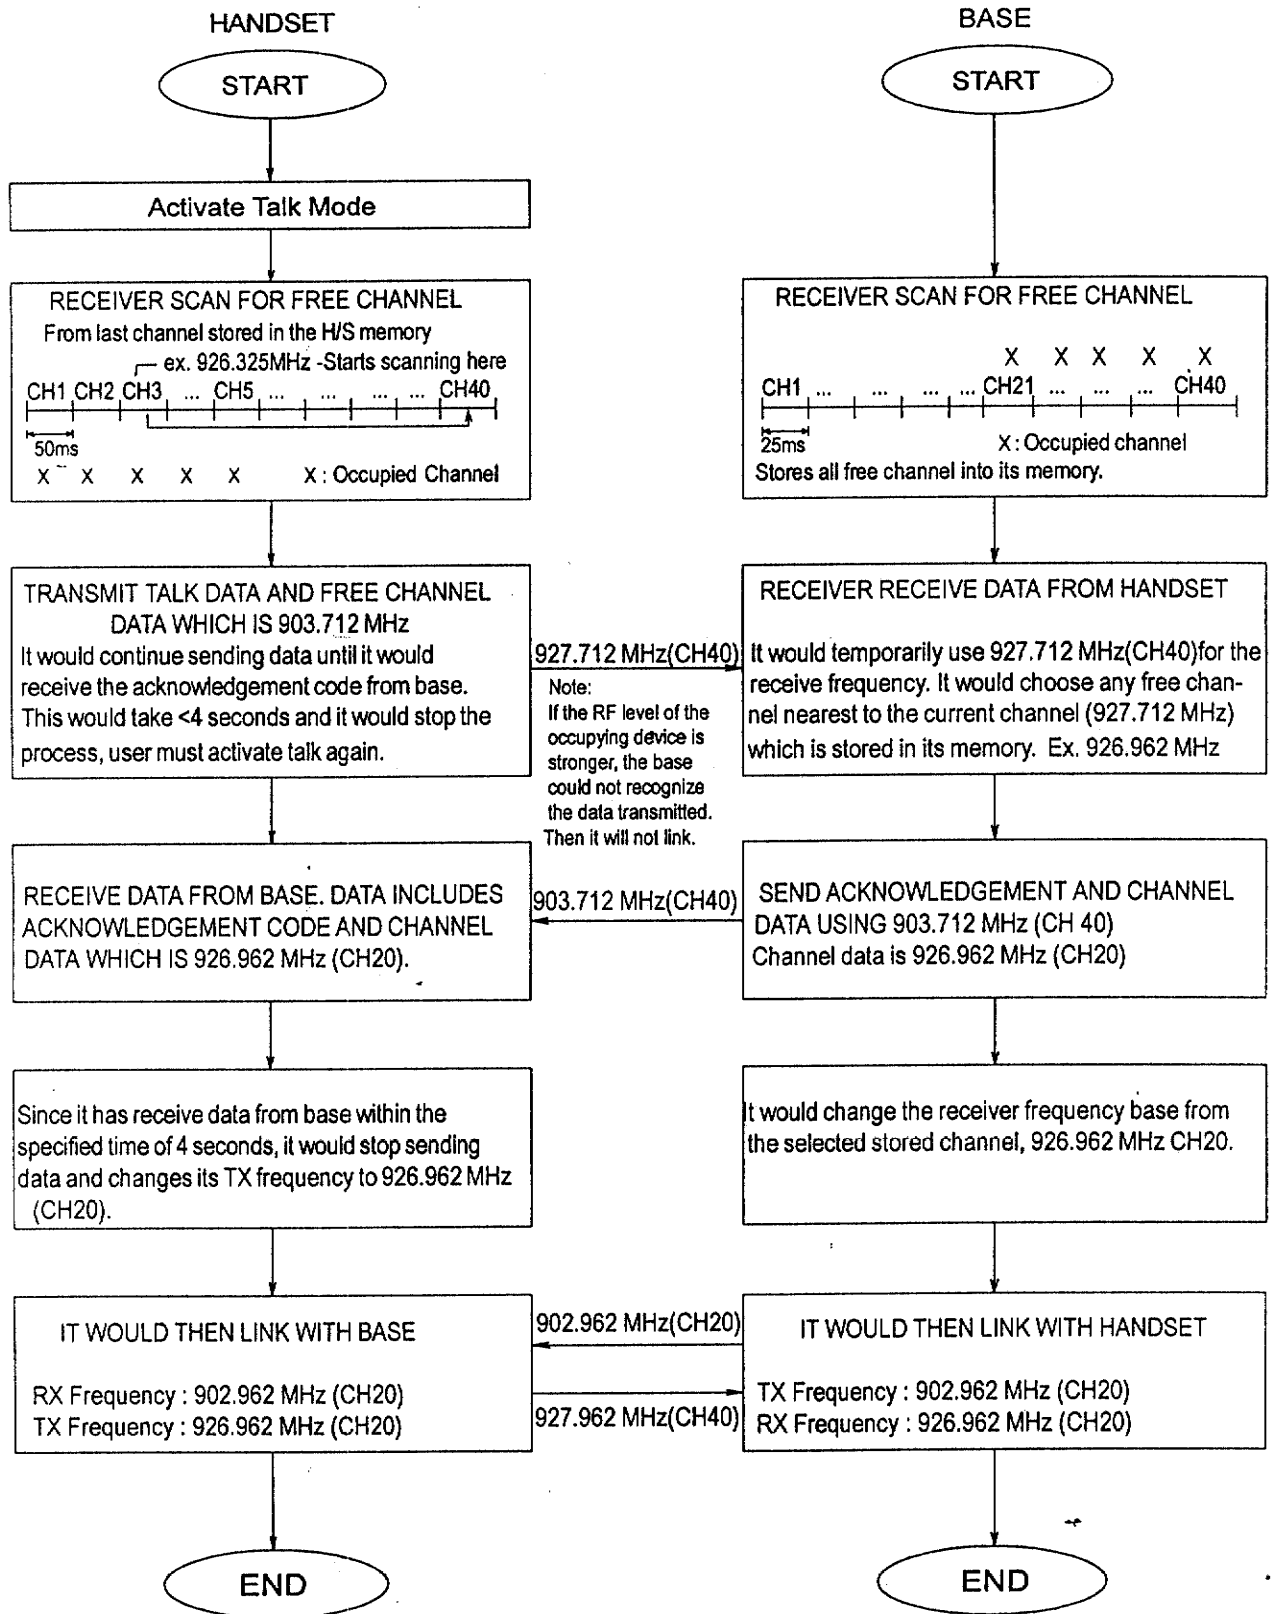 HANDSET
START
Activate Talk Mode
RECEIVER SCAN FOR FREE CHANNEL
From last channel stored in the H/S memory
ex. 926.325MHz -Starts scanning here
CH1 CH2 CH3 ... CH5 ... ... ... ... CH40
50ms
X X X X X X : Occupied Channel
TRANSMIT TALK DATA AND FREE CHANNEL
DATA WHICH IS 903.712 MHz
It would continue sending data until it would
receive the acknowledgement code from base.
This would take <4 seconds and it would stop the
process, user must activate talk again.
927.712 MHz(CH40)
Note:
If the RF level of the
occupying device is
stronger, the base
could not recognize
the data transmitted.
Then it will not link.
RECEIVE DATA FROM BASE. DATA INCLUDES
ACKNOWLEDGEMENT CODE AND CHANNEL
DATA WHICH IS 926.962 MHz (CH20).
903.712 MHz(CH40)
Since it has receive data from base within the
specified time of 4 seconds, it would stop sending
data and changes its TX frequency to 926.962 MHz
(CH20).
IT WOULD THEN LINK WITH BASE
RX Frequency : 902.962 MHz (CH20)
TX Frequency : 926.962 MHz (CH20)
902.962 MHz(CH20)
927.962 MHz(CH40)
END
BASE
START
RECEIVER SCAN FOR FREE CHANNEL
X X X X X
CH1 ... ... ... ... CH21 ... ... ... CH40
25ms
X : Occupied channel
Stores all free channel into its memory.
RECEIVER RECEIVE DATA FROM HANDSET
It would temporarily use 927.712 MHz(CH40)for the
receive frequency. It would choose any free chan-
nel nearest to the current channel (927.712 MHz)
which is stored in its memory. Ex. 926.962 MHz
SEND ACKNOWLEDGEMENT AND CHANNEL
DATA USING 903.712 MHz (CH 40)
Channel data is 926.962 MHz (CH20)
It would change the receiver frequency base from
the selected stored channel, 926.962 MHz CH20.
IT WOULD THEN LINK WITH HANDSET
TX Frequency : 902.962 MHz (CH20)
RX Frequency : 926.962 MHz (CH20)
END